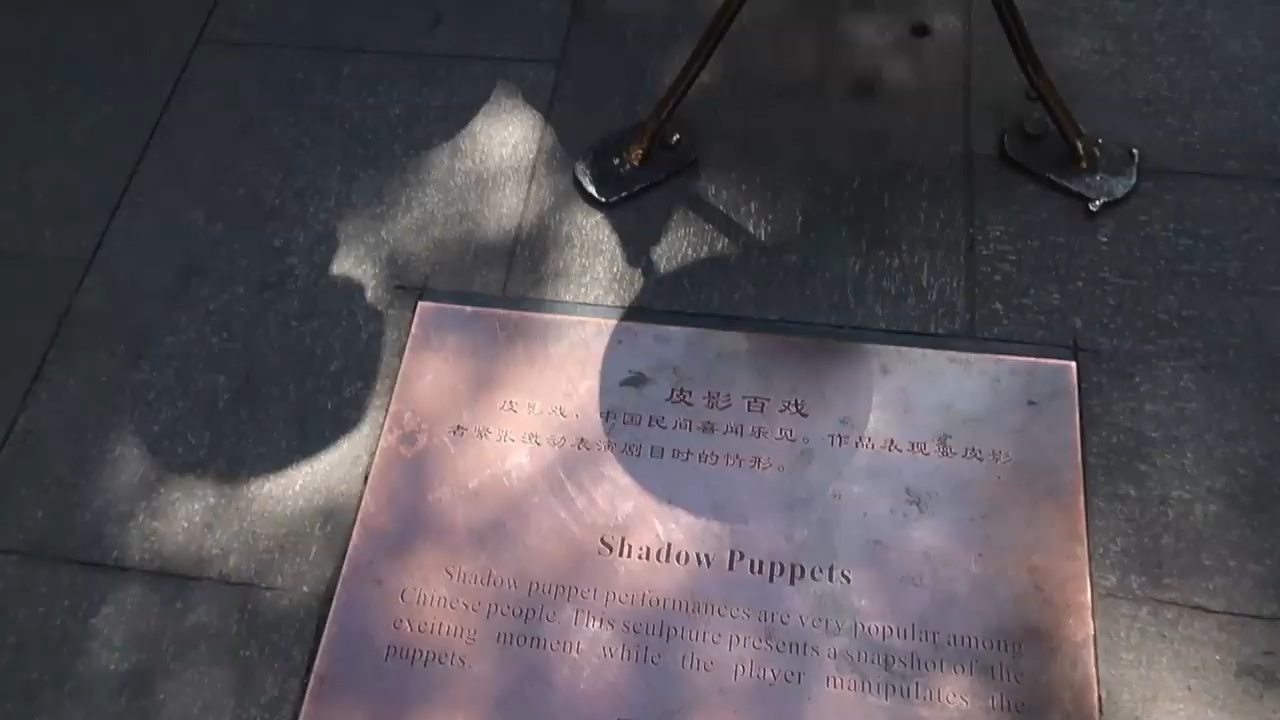 皮影百戏
皮影戏，中国民间喜闻乐见。作品表现耍皮影
者紧张激动表演剧目时的情形。
Shadow Puppets
Shadow puppet performances are very popular among
Chinese people. This sculpture presents a snapshot of the
exciting moment while the player manipulates the
puppets.